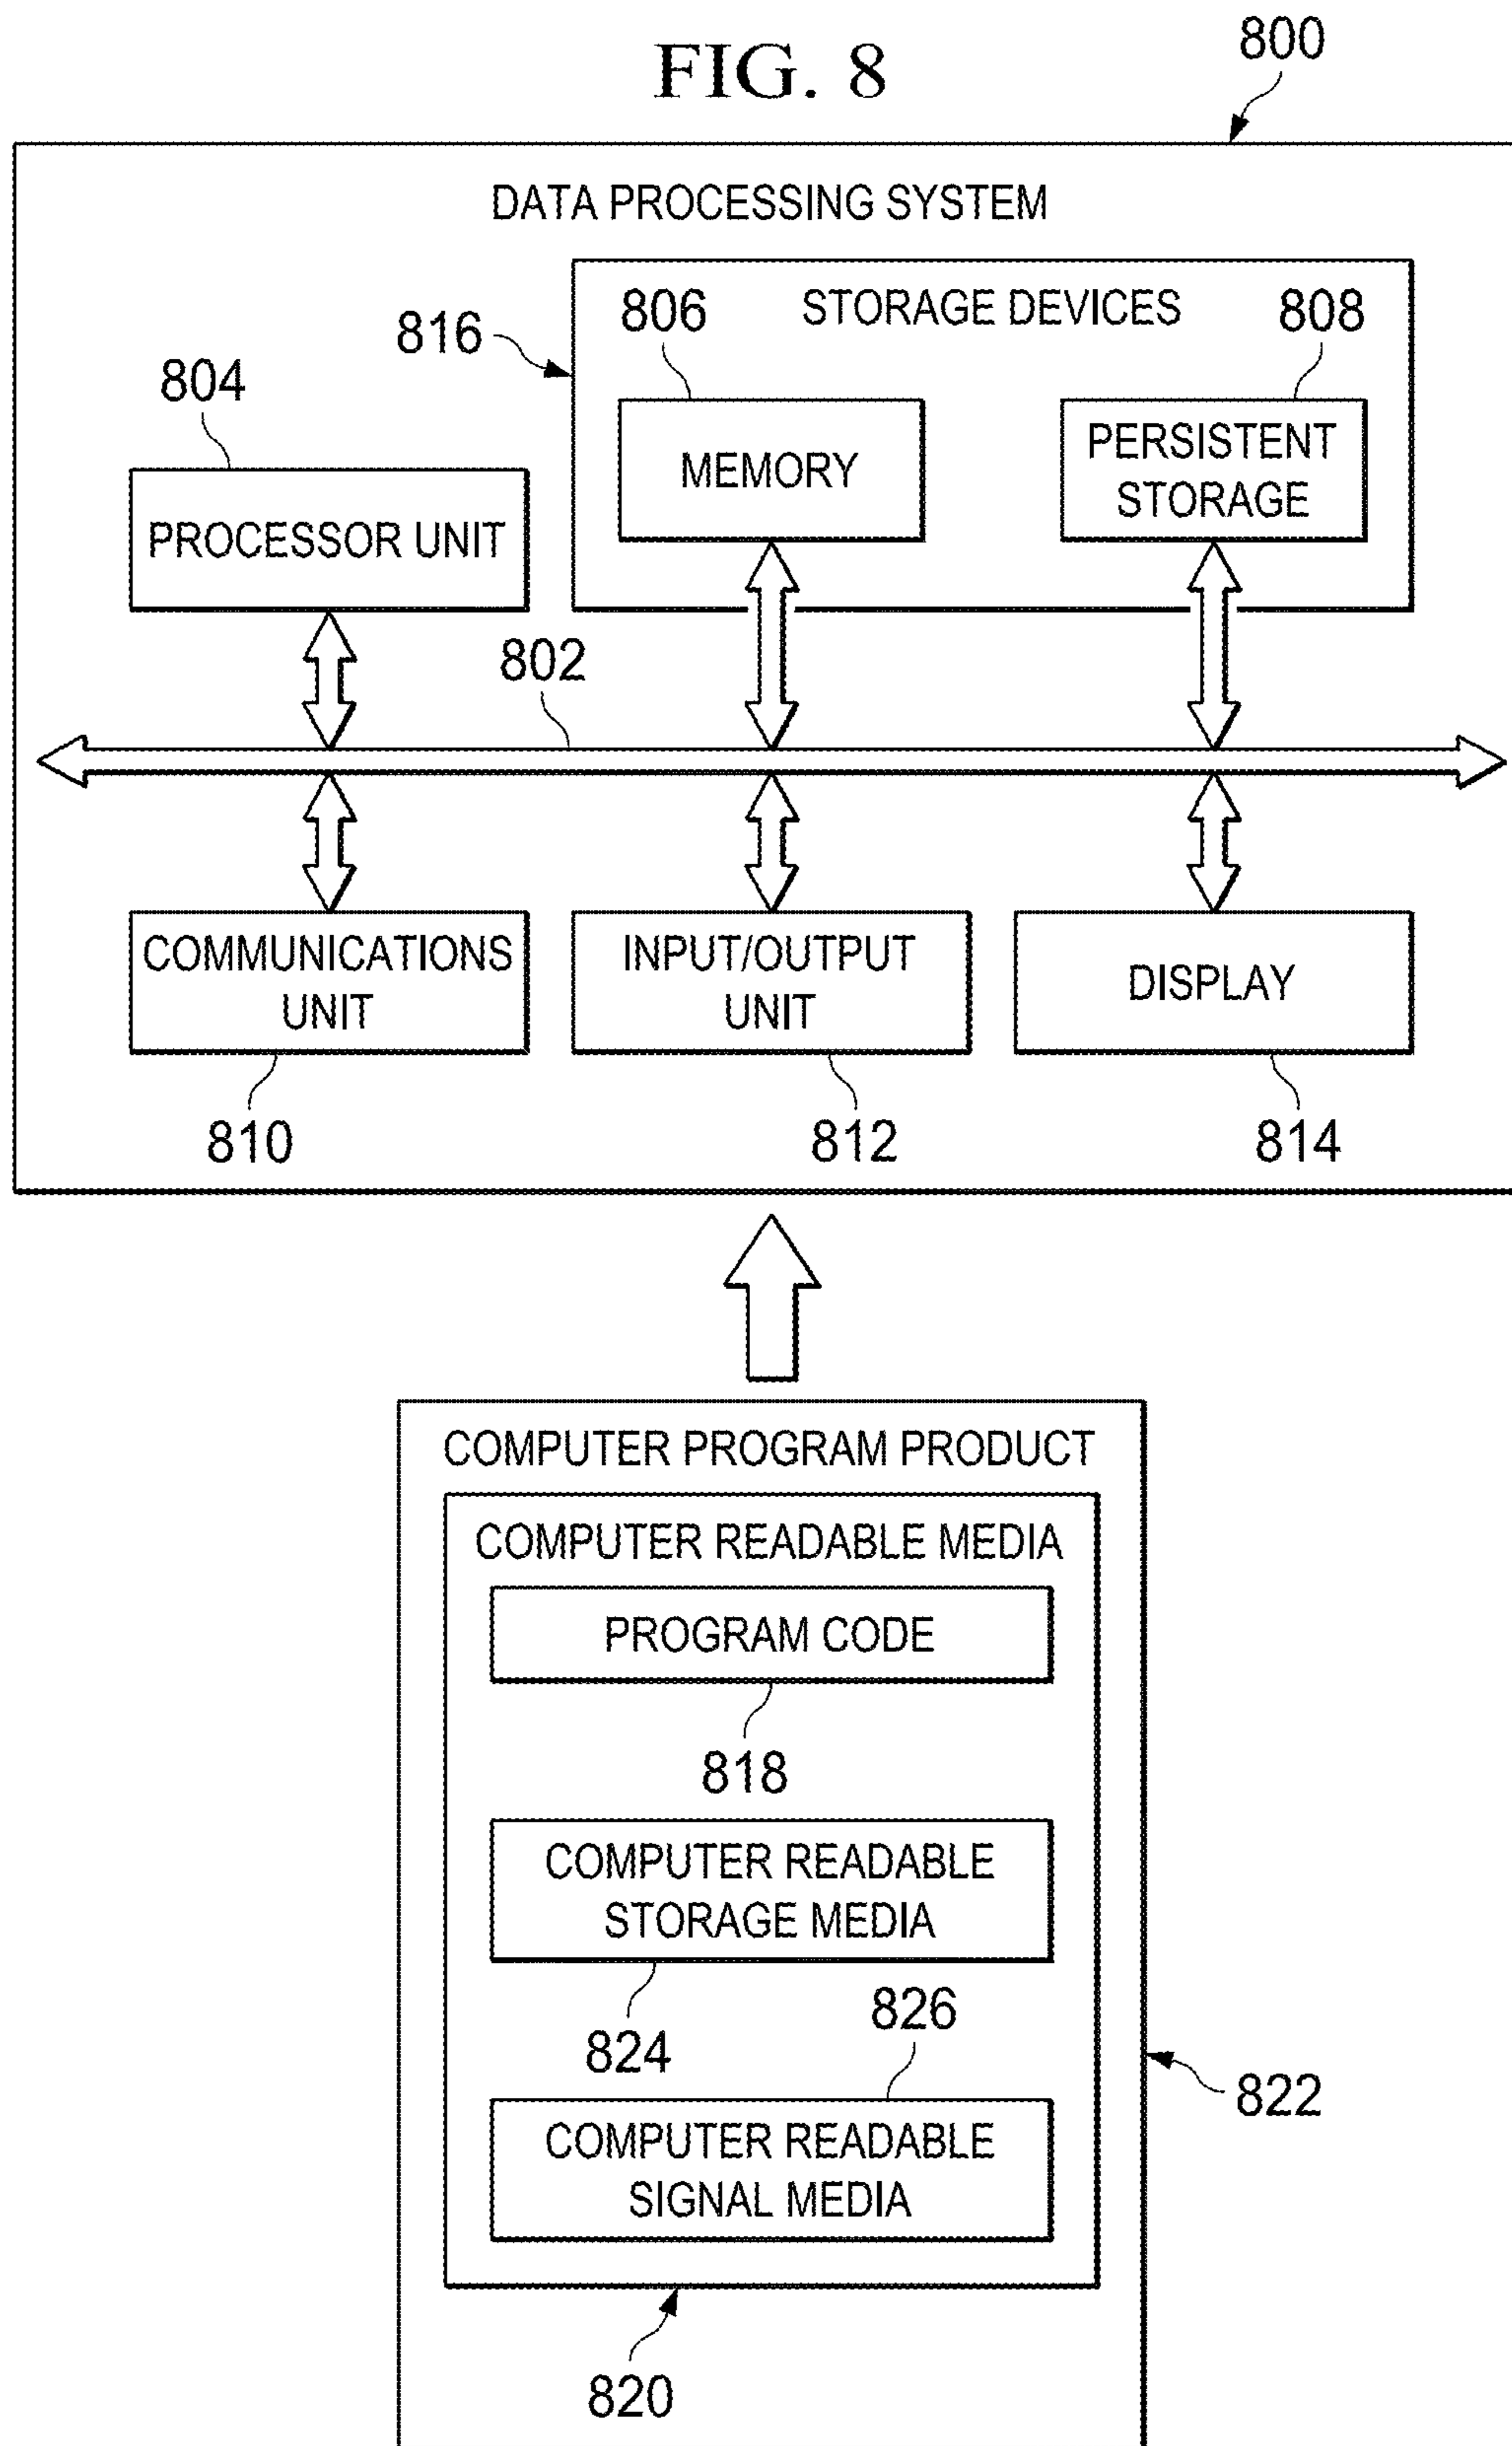 FIG. 8
800
DATA PROCESSING SYSTEM
816
806
STORAGE DEVICES
808
804
MEMORY
PERSISTENT
STORAGE
PROCESSOR UNIT
802
COMMUNICATIONS
UNIT
INPUT/OUTPUT
UNIT
DISPLAY
810
812
814
COMPUTER PROGRAM PRODUCT
COMPUTER READABLE MEDIA
PROGRAM CODE
818
COMPUTER READABLE
STORAGE MEDIA
824
826
822
COMPUTER READABLE
SIGNAL MEDIA
820